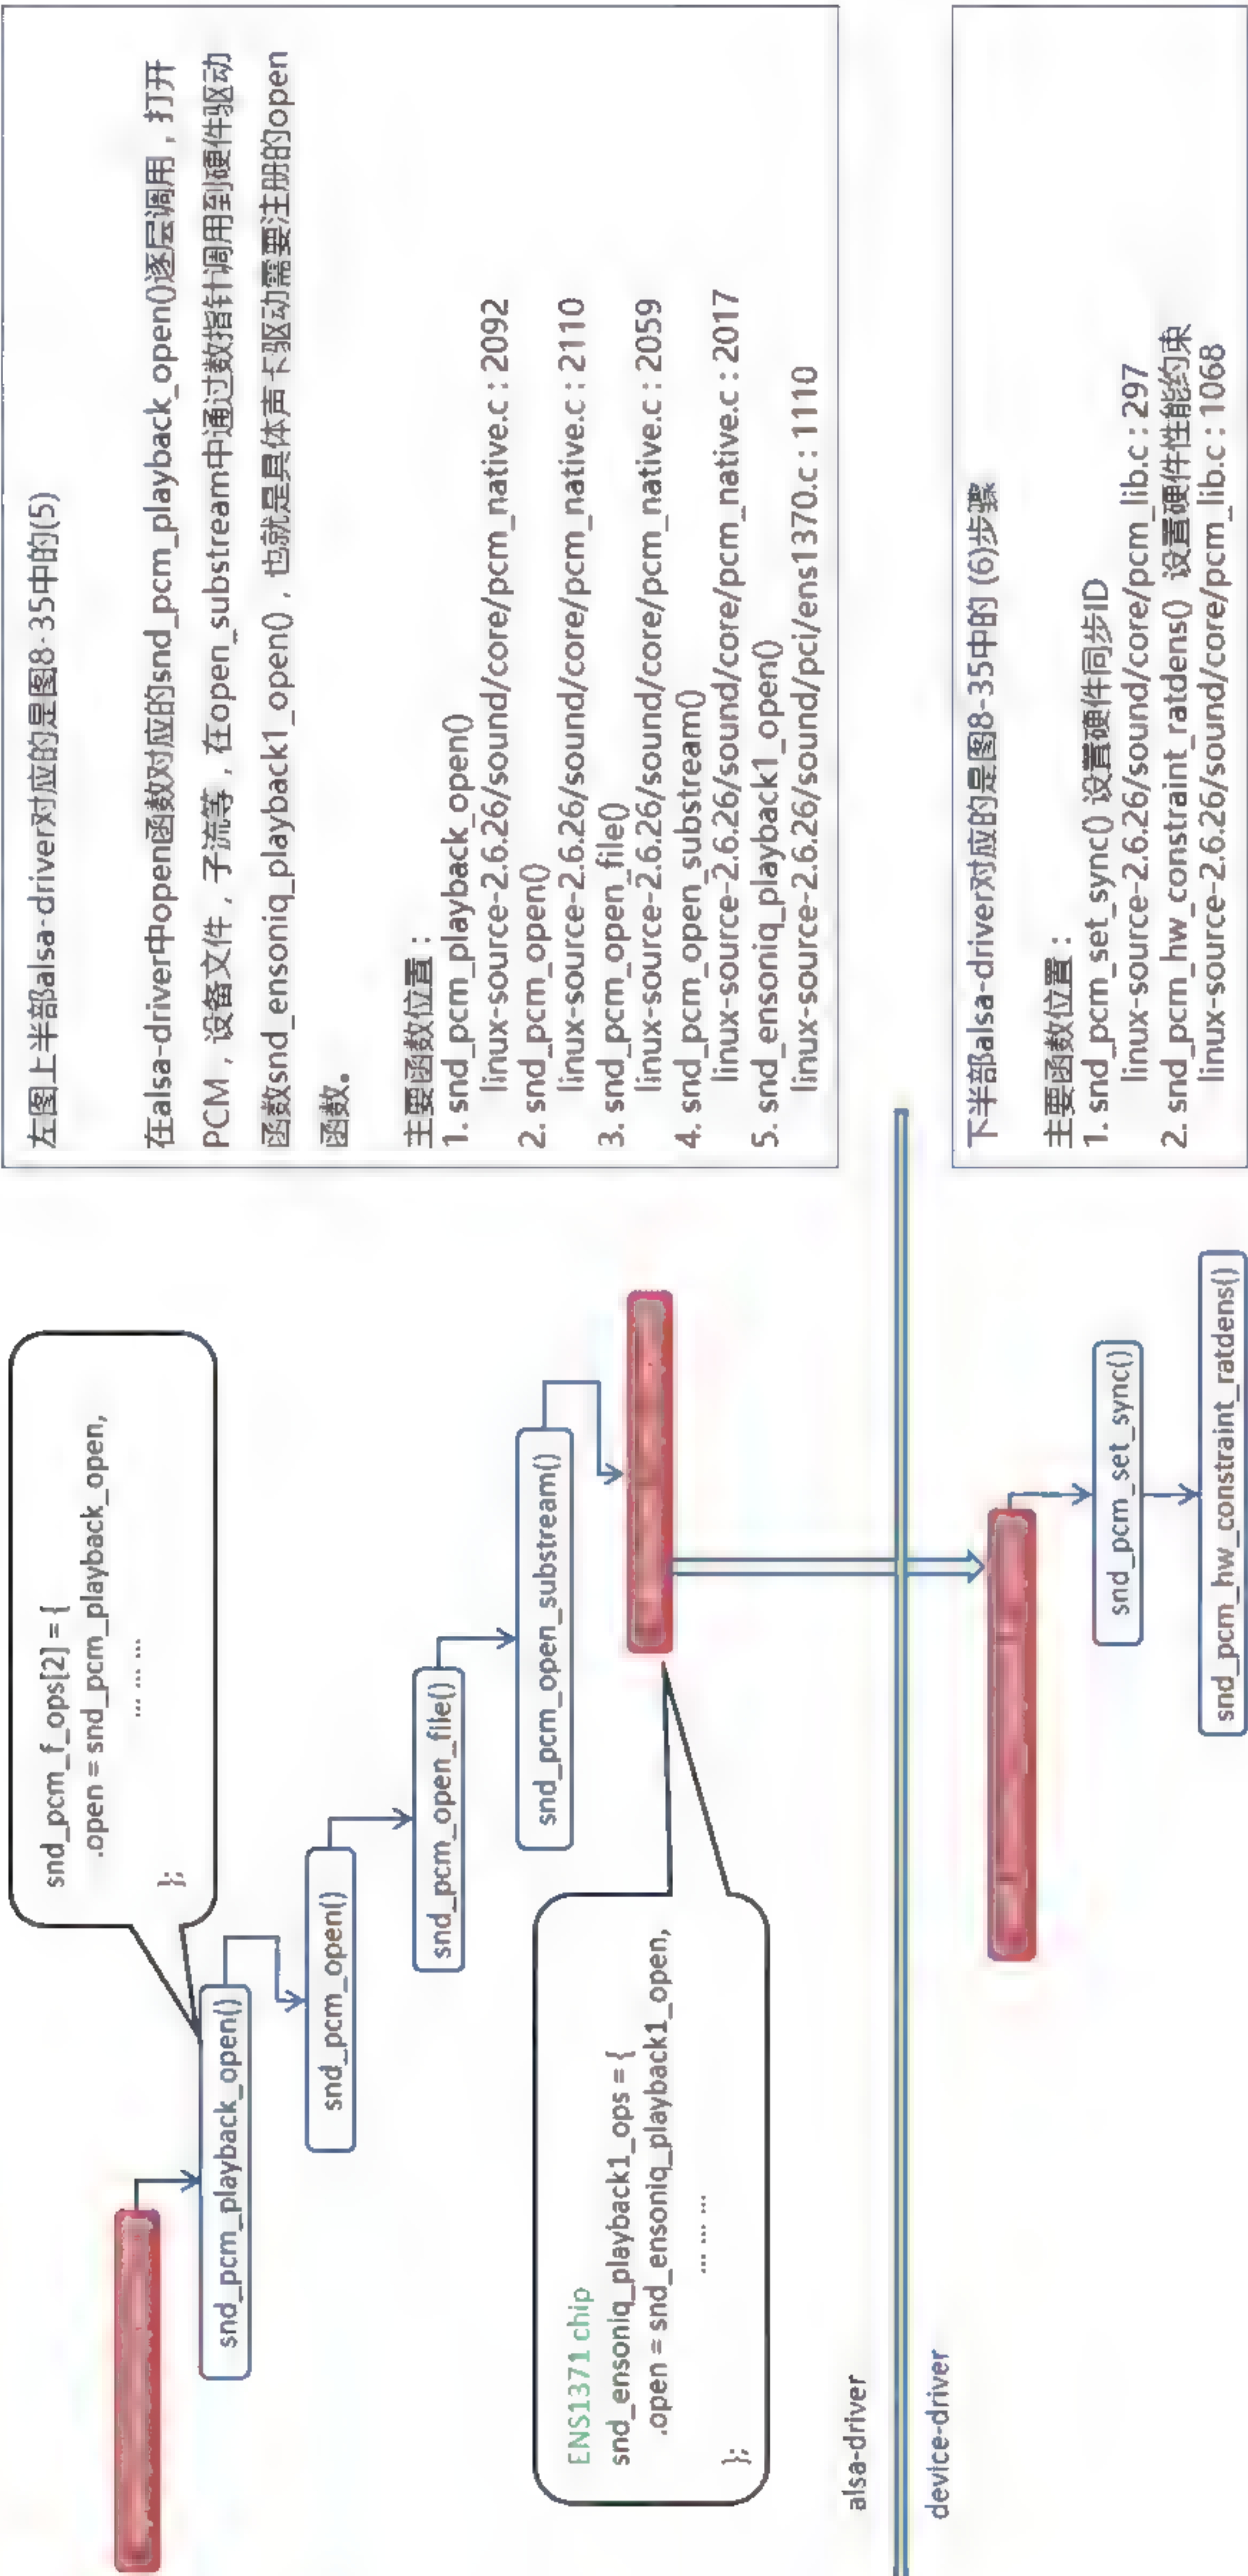 snd_pcm_f_ops[2] = {
.open = snd_pcm_playback_open,
... ... ...
};
snd_pcm_playback_open()
snd_pcm_open()
snd_pcm_open_file()
snd_pcm_open_substream()
ENS1371 chip
snd_ensoniq_playback1_ops = {
.open = snd_ensoniq_playback1_open,
... ... ...
};
alsa-driver
device-driver
snd_pcm_set_sync()
snd_pcm_hw_constraint_ratdens()
左图上半部alsa-driver对应的是图8-35中的(5)
在alsa-driver中open函数对应的snd_pcm_playback_open()逐层调用，打开
PCM，设备文件，子流等，在open_substream中通过数指针调用到硬件驱动
函数snd_ensoniq_playback1_open()，也就是具体声卡驱动需要注册的open
函数。
主要函数位置：
1. snd_pcm_playback_open()
linux-source-2.6.26/sound/core/pcm_native.c : 2092
2. snd_pcm_open()
linux-source-2.6.26/sound/core/pcm_native.c : 2110
3. snd_pcm_open_file()
linux-source-2.6.26/sound/core/pcm_native.c : 2059
4. snd_pcm_open_substream()
linux-source-2.6.26/sound/core/pcm_native.c : 2017
5. snd_ensoniq_playback1_open()
linux-source-2.6.26/sound/pci/ens1370.c : 1110
下半部alsa-driver对应的是图8-35中的 (6)步骤
主要函数位置：
1. snd_pcm_set_sync() 设置硬件同步ID
linux-source-2.6.26/sound/core/pcm_lib.c : 297
2. snd_pcm_hw_constraint_ratdens() 设置硬件性能约束
linux-source-2.6.26/sound/core/pcm_lib.c : 1068